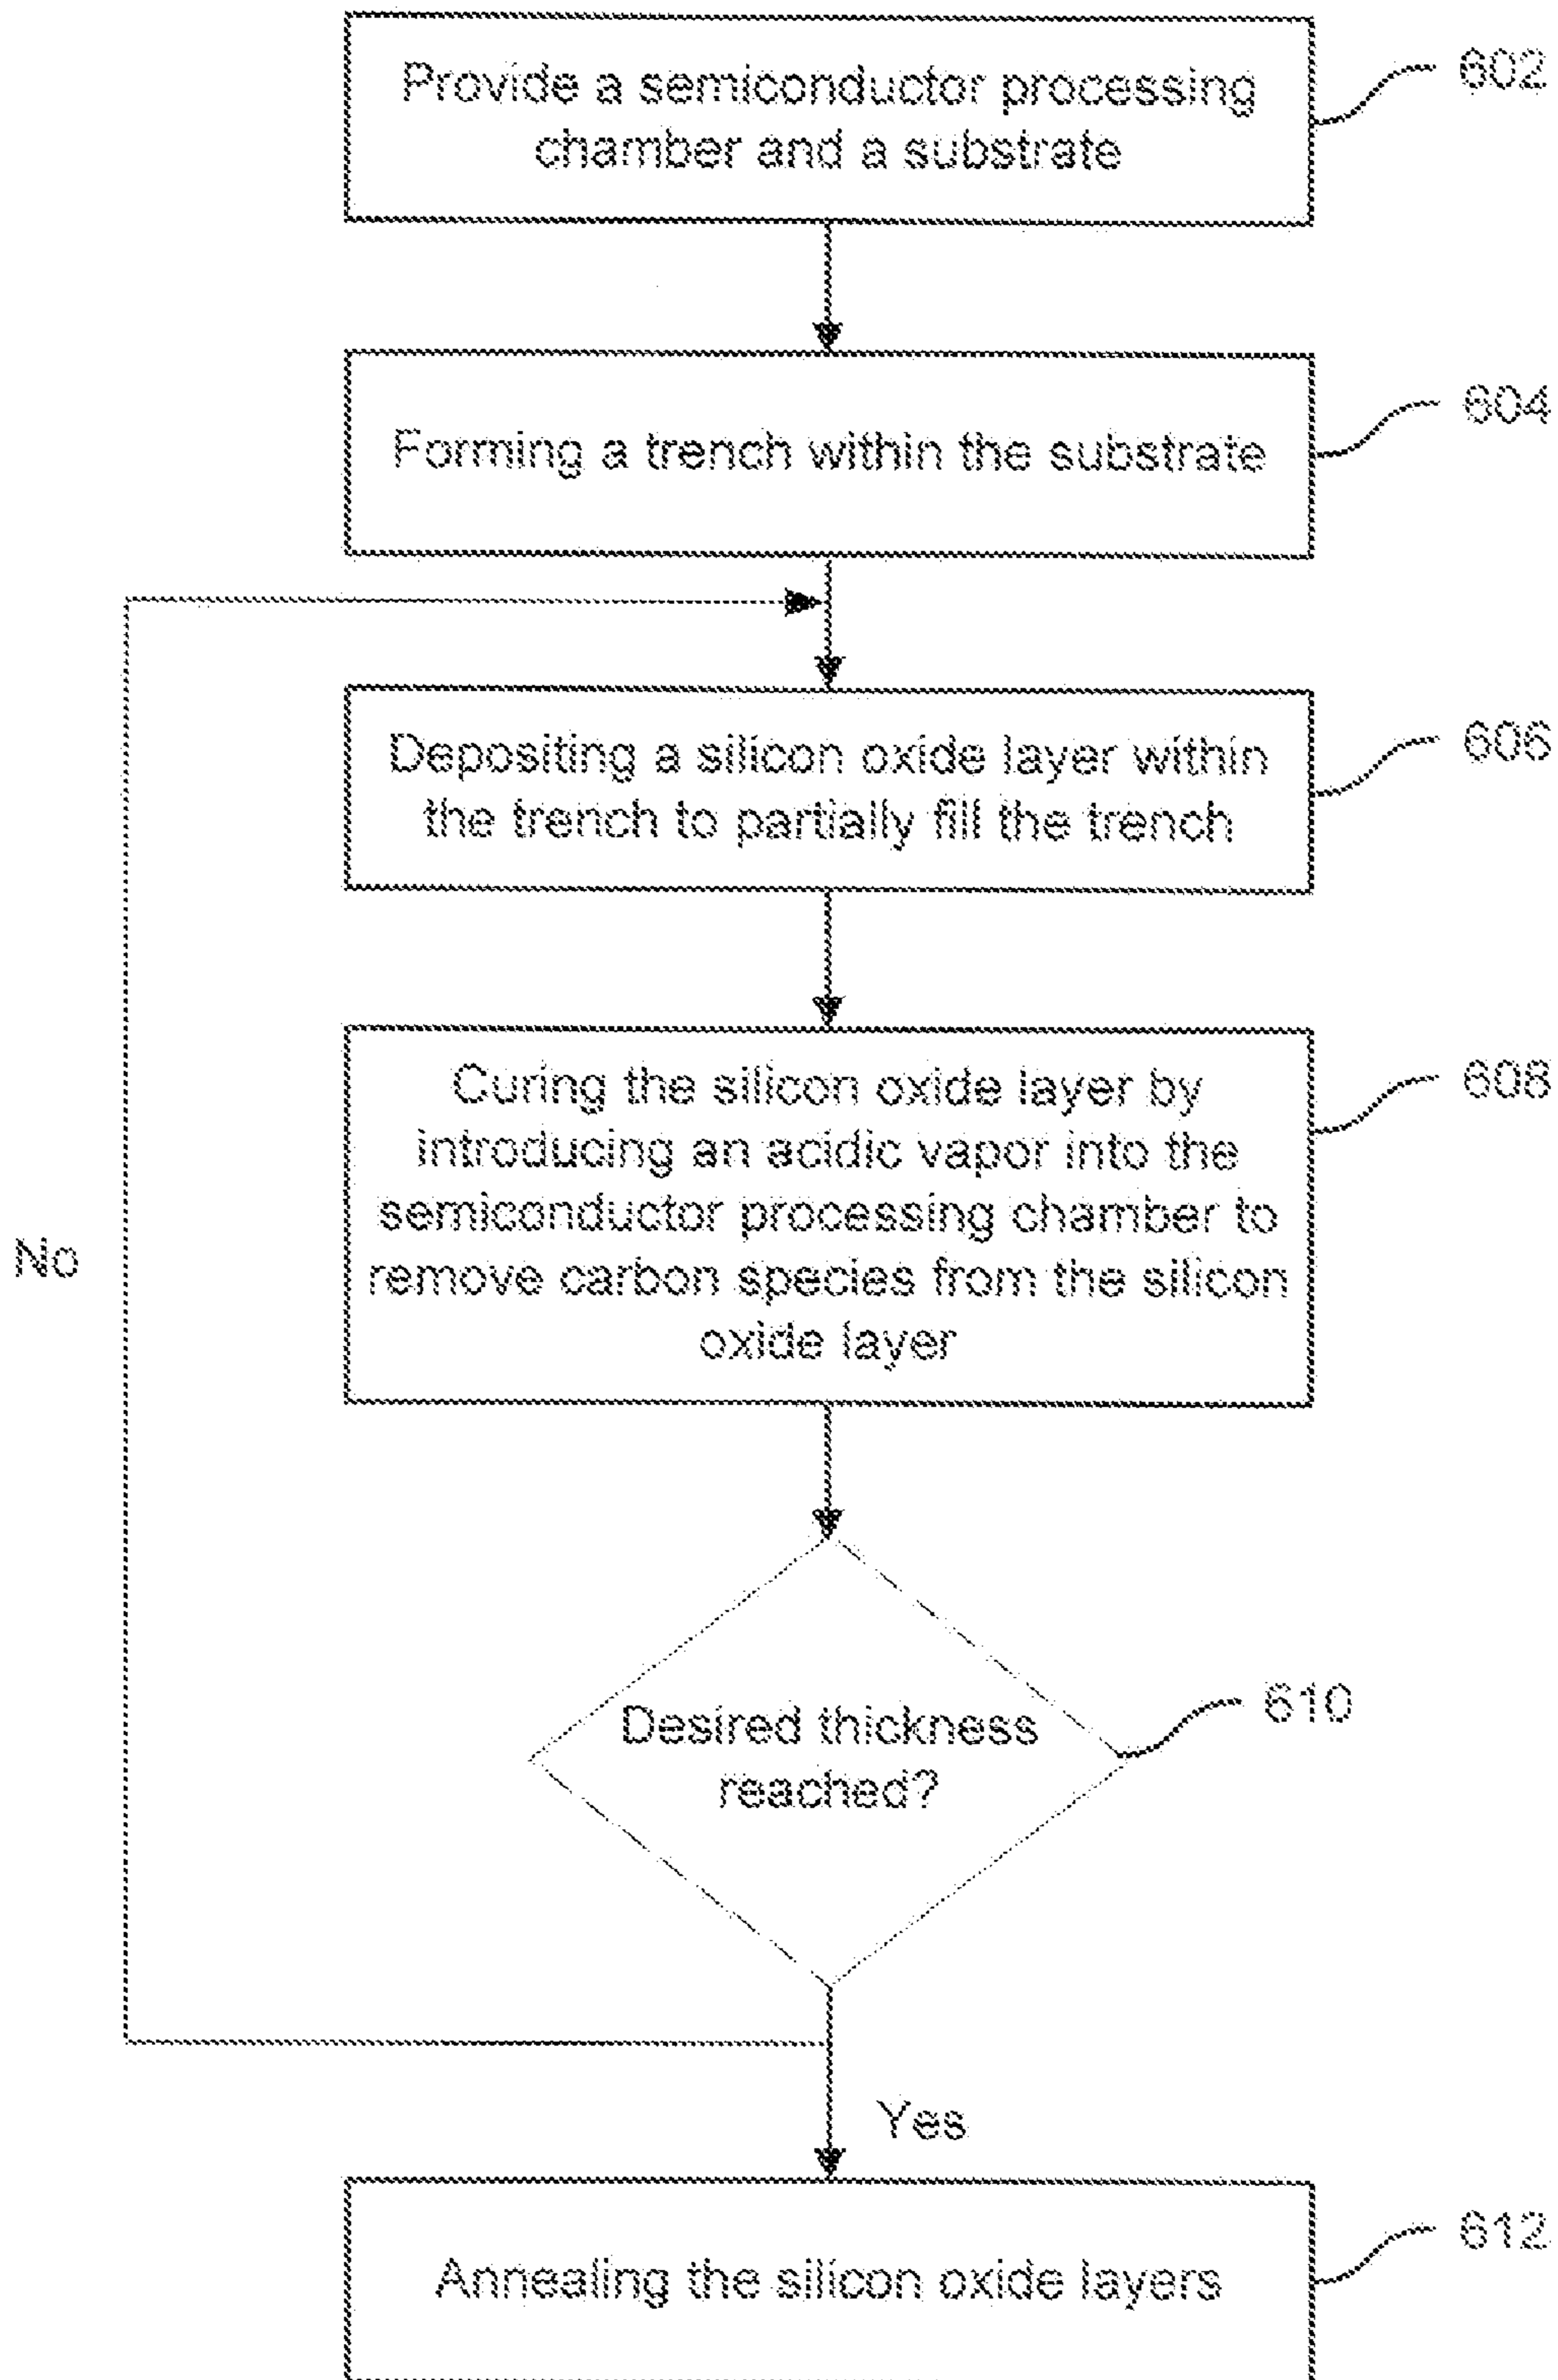 Provide a semiconductor processing
chamber and a substrate
602
Forming a trench within the substrate
604
Depositing a silicon oxide layer within
the trench to partially fill the trench
606
Curing the silicon oxide layer by
introducing an acidic vapor into the
semiconductor processing chamber to
remove carbon species from the silicon
oxide layer
608
No
Desired thickness
reached?
610
Yes
Annealing the silicon oxide layers
612